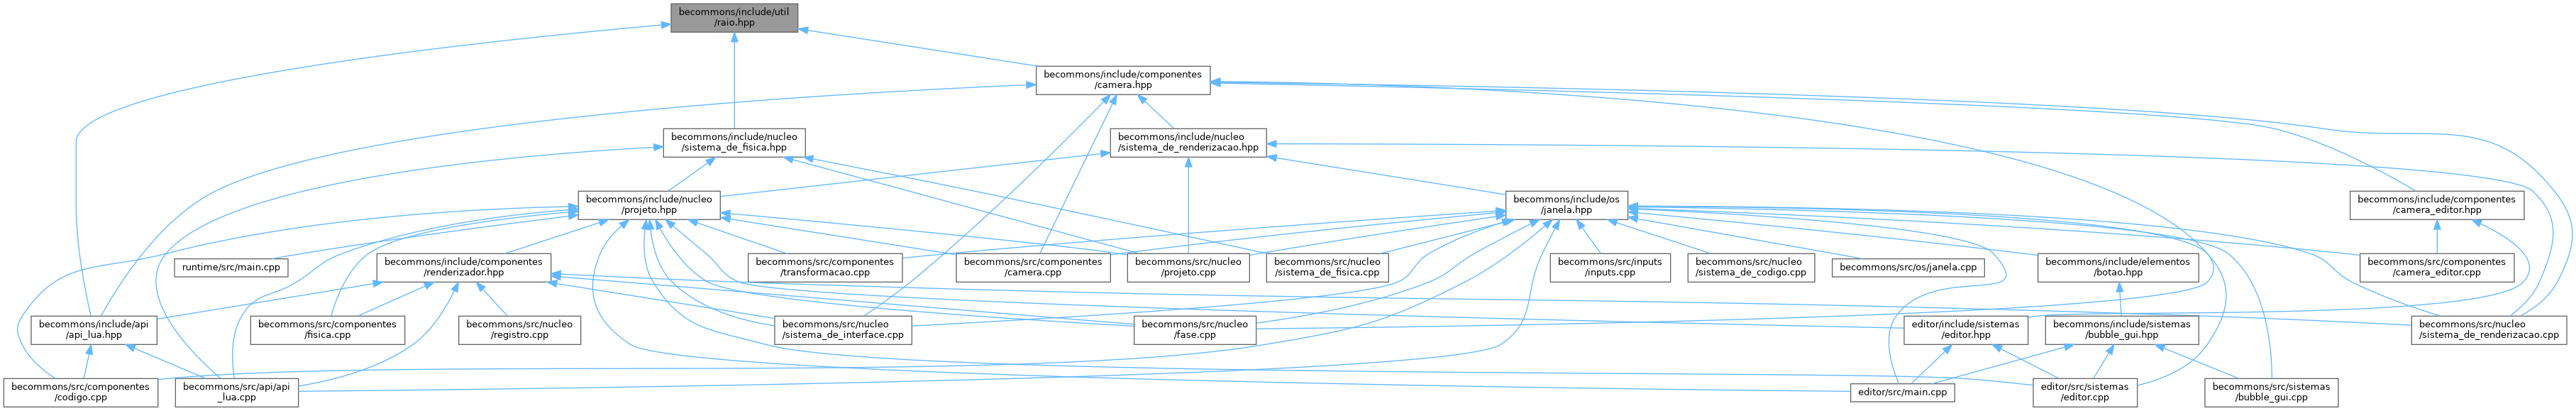 becommons/include/util
/raio.hpp
becommons/include/componentes
/camera.hpp
becommons/include/nucleo
/sistema_de_fisica.hpp
becommons/include/nucleo
/sistema_de_renderizacao.hpp
becommons/include/nucleo
/projeto.hpp
becommons/include/os
/janela.hpp
becommons/include/componentes
/camera_editor.hpp
runtime/src/main.cpp
becommons/include/componentes
/renderizador.hpp
becommons/src/componentes
/transformacao.cpp
becommons/src/componentes
/camera.cpp
becommons/src/nucleo
/projeto.cpp
becommons/src/nucleo
/sistema_de_fisica.cpp
becommons/src/inputs
/inputs.cpp
becommons/src/nucleo
/sistema_de_codigo.cpp
becommons/src/os/janela.cpp
becommons/include/elementos
/botao.hpp
becommons/src/componentes
/camera_editor.cpp
becommons/include/api
/api_lua.hpp
becommons/src/componentes
/fisica.cpp
becommons/src/nucleo
/registro.cpp
becommons/src/nucleo
/sistema_de_interface.cpp
becommons/src/nucleo
/fase.cpp
editor/include/sistemas
/editor.hpp
becommons/include/sistemas
/bubble_gui.hpp
becommons/src/nucleo
/sistema_de_renderizacao.cpp
becommons/src/componentes
/codigo.cpp
becommons/src/api/api
_lua.cpp
editor/src/main.cpp
editor/src/sistemas
/editor.cpp
becommons/src/sistemas
/bubble_gui.cpp